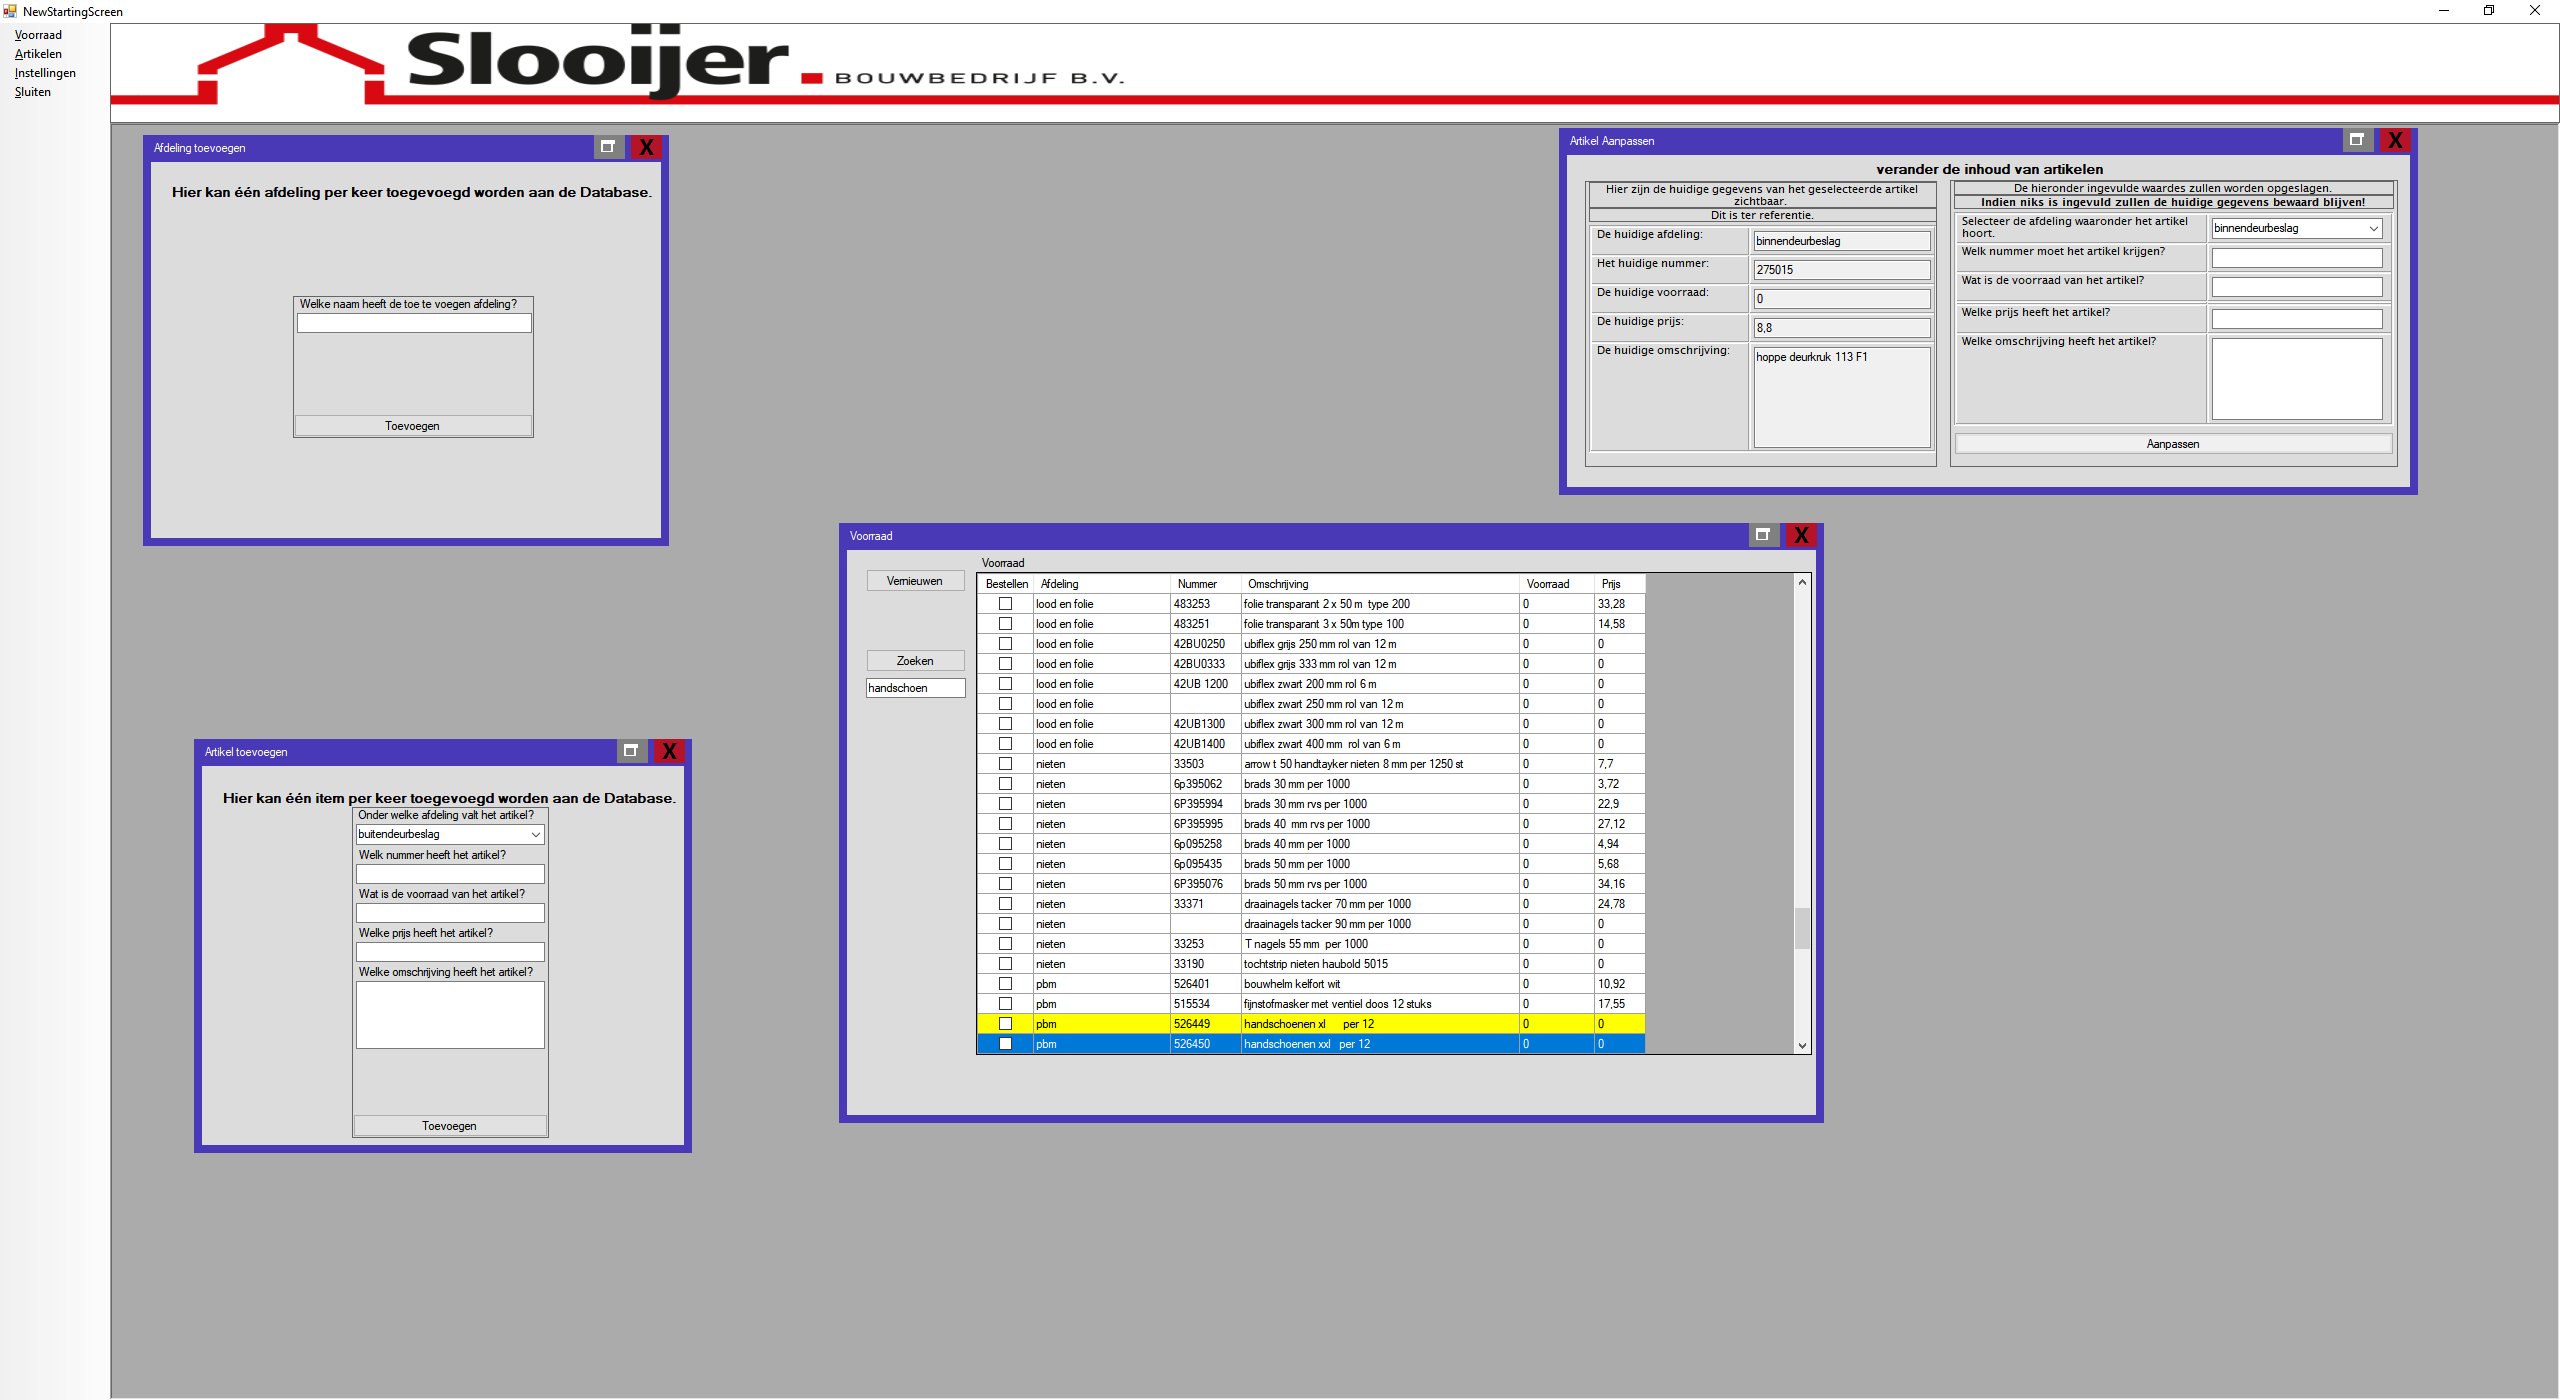 NewStartingScreen
Voorraad
Artikelen
Instellingen
Sluiten
Slooijer BOUWBEDRIJF B.V.
Afdeling toevoegen
X
Hier kan één afdeling per keer toegevoegd worden aan de Database.
Welke naam heeft de toe te voegen afdeling?
Toevoegen
Artikel Aanpassen
X
verander de inhoud van artikelen
Hier zijn de huidige gegevens van het geselecteerde artikel
zichtbaar.
Dit is ter referentie.
De huidige afdeling: binnendeurbeslag
Het huidige nummer: 275015
De huidige voorraad: 0
De huidige prijs: 8,8
De huidige omschrijving: hoppe deurkruk 113 F1
De hieronder ingevulde waardes zullen worden opgeslagen.
Indien niks is ingevuld zullen de huidige gegevens bewaard blijven!
Selecteer de afdeling waaronder het artikel
hoort.
binnendeurbeslag
Welk nummer moet het artikel krijgen?
Wat is de voorraad van het artikel?
Welke prijs heeft het artikel?
Welke omschrijving heeft het artikel?
Aanpassen
Voorraad
X
Vernieuwen
Zoeken
handschoen
Voorraad
Bestellen Afdeling Nummer Omschrijving Voorraad Prijs
lood en folie 483253 folie transparant 2 x 50 m type 200 0 33,28
lood en folie 483251 folie transparant 3 x 50m type 100 0 14,58
lood en folie 42BU0250 ubiflex grijs 250 mm rol van 12 m 0 0
lood en folie 42BU0333 ubiflex grijs 333 mm rol van 12 m 0 0
lood en folie 42UB 1200 ubiflex zwart 200 mm rol 6 m 0 0
lood en folie ubiflex zwart 250 mm rol van 12 m 0 0
lood en folie 42UB1300 ubiflex zwart 300 mm rol van 12 m 0 0
lood en folie 42UB1400 ubiflex zwart 400 mm rol van 6 m 0 0
nieten 33503 arrow t 50 handtayker nieten 8 mm per 1250 st 0 7,7
nieten 6p395062 brads 30 mm per 1000 0 3,72
nieten 6P395994 brads 30 mm rvs per 1000 0 22,9
nieten 6P395995 brads 40 mm rvs per 1000 0 27,12
nieten 6p095258 brads 40 mm per 1000 0 4,94
nieten 6p095435 brads 50 mm per 1000 0 5,68
nieten 6P395076 brads 50 mm rvs per 1000 0 34,16
nieten 33371 draainagels tacker 70 mm per 1000 0 24,78
nieten draainagels tacker 90 mm per 1000 0 0
nieten 33253 T nagels 55 mm per 1000 0 0
nieten 33190 tochtstrip nieten haubold 5015 0 0
pbm 526401 bouwhelm kelfort wit 0 10,92
pbm 515534 fijnstofmasker met ventiel doos 12 stuks 0 17,55
pbm 526449 handschoenen xl per 12 0 0
pbm 526450 handschoenen xxl per 12 0 0
Artikel toevoegen
X
Hier kan één item per keer toegevoegd worden aan de Database.
Onder welke afdeling valt het artikel?
buitendeurbeslag
Welk nummer heeft het artikel?
Wat is de voorraad van het artikel?
Welke prijs heeft het artikel?
Welke omschrijving heeft het artikel?
Toevoegen